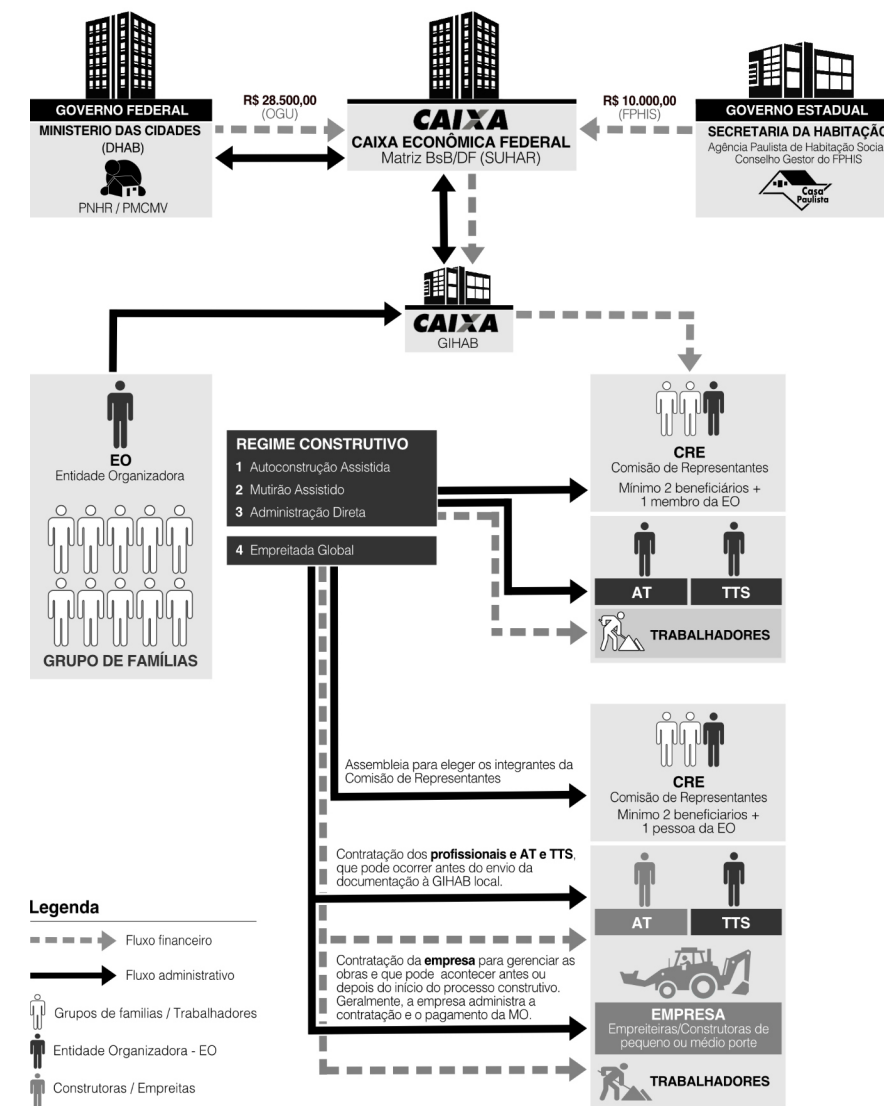 GOVERNO FEDERAL
MINISTERIO DAS CIDADES
(DHAB)
PNHR / PMCMV
R$ 28.500,00
(OGU)
CAIXA
CAIXA ECONÔMICA FEDERAL
Matriz BsB/DF (SUHAR)
R$ 10.000,00
(FPHIS)
GOVERNO ESTADUAL
SECRETARIA DA HABITAÇÃO
Agência Paulista de Habitação Social
Conselho Gestor do FPHIS
Casa
Paulista
CAIXA
GIHAB
EO
Entidade Organizadora
GRUPO DE FAMÍLIAS
REGIME CONSTRUTIVO
1 Autoconstrução Assistida
2 Mutirão Assistido
3 Administração Direta
4 Empreitada Global
CRE
Comisão de Representantes
Mínimo 2 beneficiários +
1 membro da EO
AT TTS
TRABALHADORES
Assembleia para eleger os integrantes da
Comisão de Representantes
CRE
Comisão de Representantes
Minimo 2 beneficiarios +
1 pessoa da EO
Contratação dos profissionais e AT e TTS,
que pode ocorrer antes do envio da
documentação à GIHAB local.
AT TTS
Contratação da empresa para gerenciar as
obras e que pode acontecer antes ou
depois do início do processo construtivo.
Geralmente, a empresa administra a
contratação e o pagamento da MO.
EMPRESA
Empreiteiras/Construtoras de
pequeno ou médio porte
TRABALHADORES
Legenda
Fluxo financeiro
Fluxo administrativo
Grupos de familias / Trabalhadores
Entidade Organizadora - EO
Construtoras / Empreitas